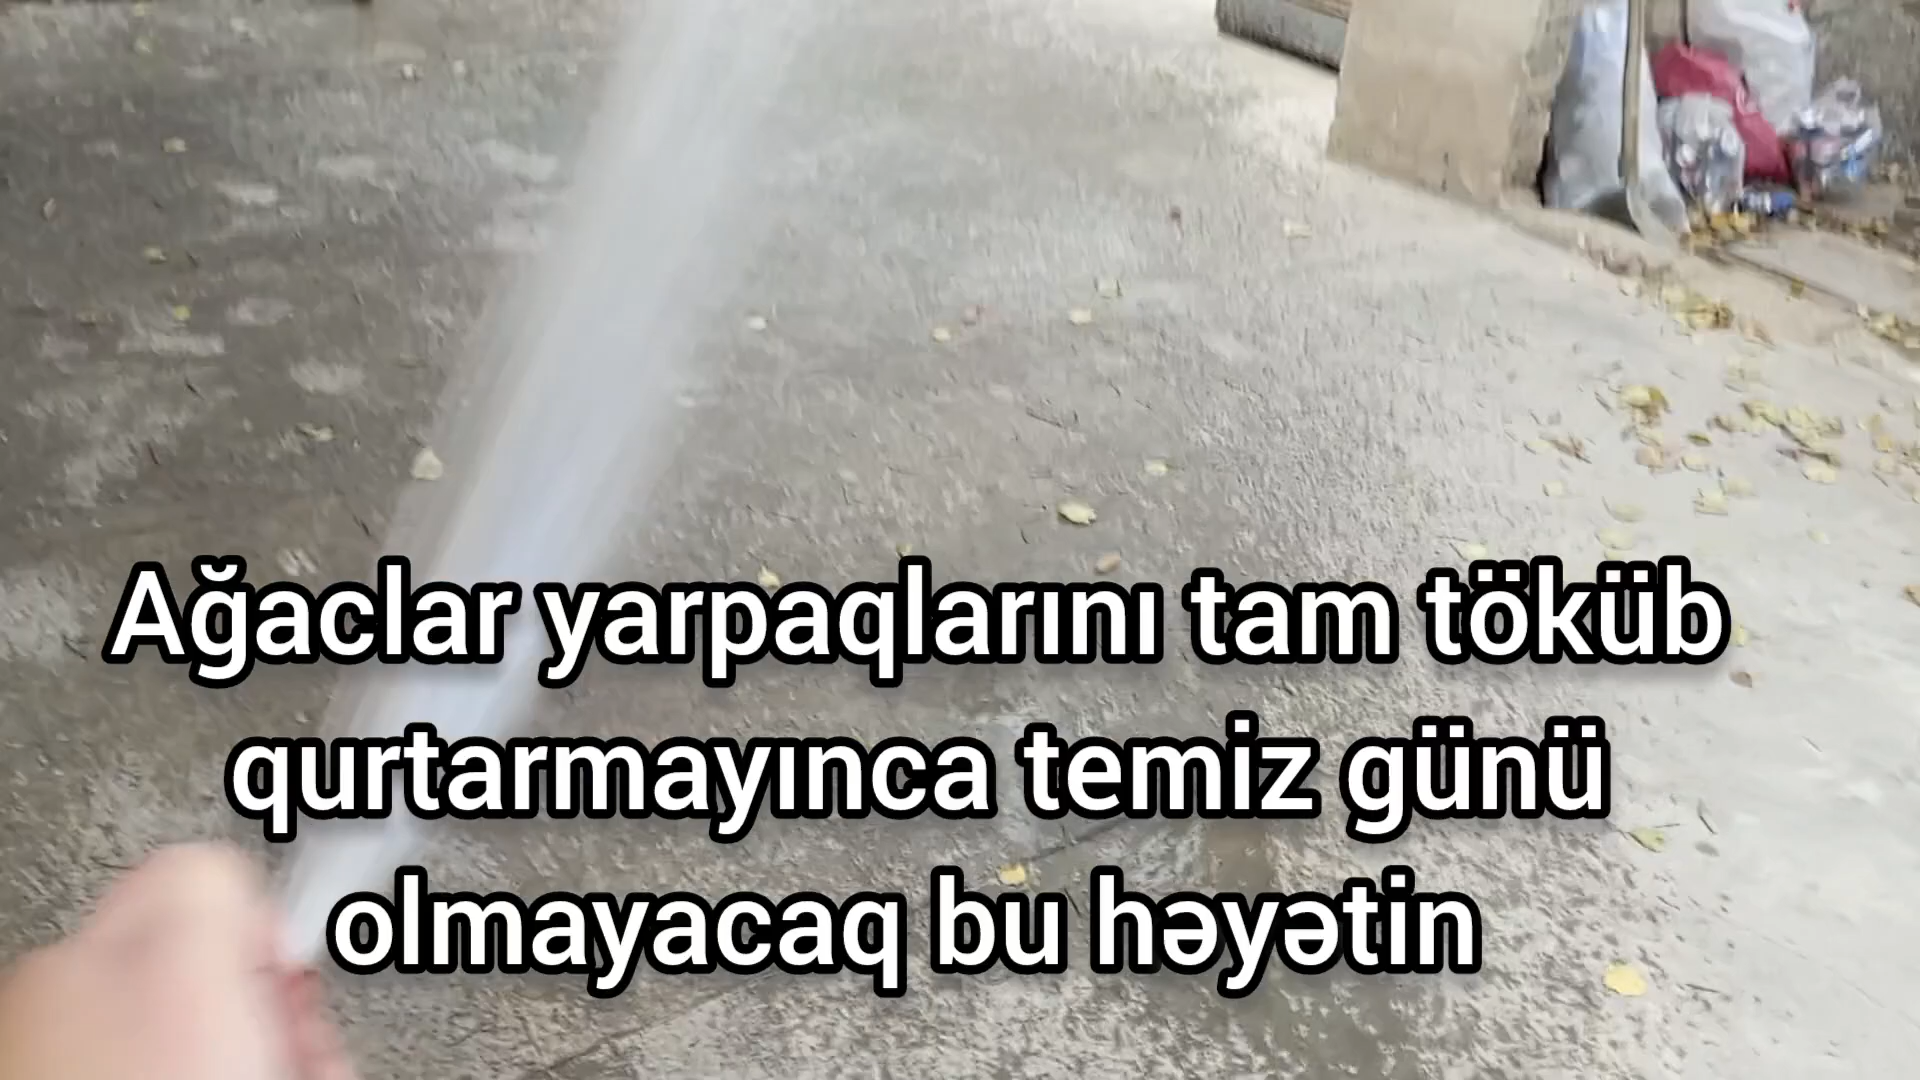 Ağaclar yarpaqlarını tam töküb
qurtarmayınca temiz günü
olmayacaq bu həyətin